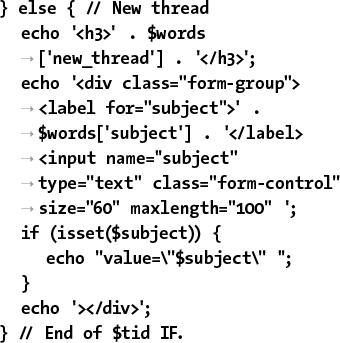 } else { // New thread
echo '<h3>' . $words
→ ['new_thread'] . '</h3>';
echo '<div class="form-group">
→ <label for="subject">' .
→ $words['subject'] . '</label>
→ <input name="subject"
→ type="text" class="form-control"
→ size="60" maxlength="100" ';
if (isset($subject)) {
echo "value=\"$subject\" ";
}
echo '></div>';
} // End of $tid IF.